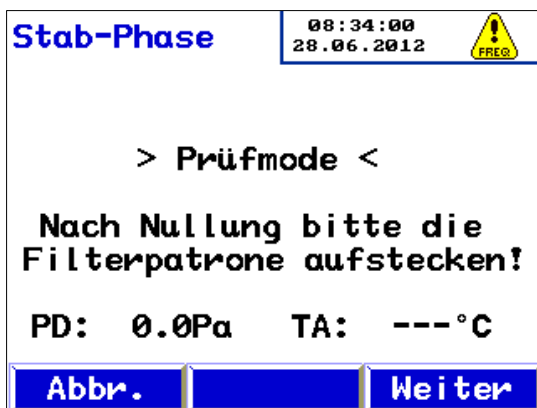 Stab-Phase
08:34:00
28.06.2012
!
FREQ
> Prüfmode <
Nach Nullung bitte die
Filterpatrone aufstecken!
PD: 0.0Pa TA: ---°C
Abbr. Weiter